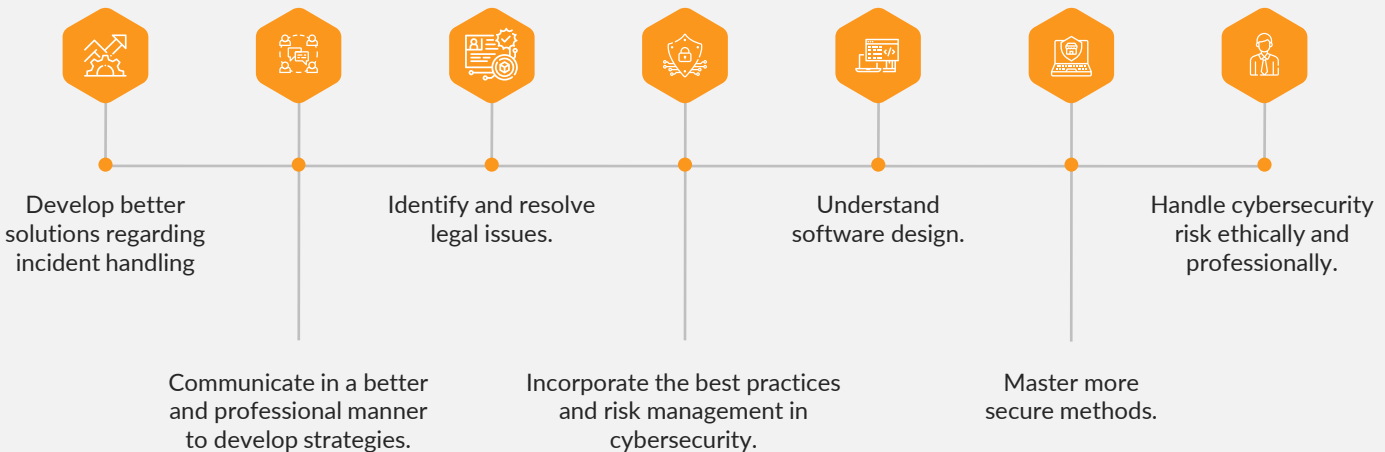 Develop better
solutions regarding
incident handling
Communicate in a better
and professional manner
to develop strategies.
Identify and resolve
legal issues.
Incorporate the best practices
and risk management in
cybersecurity.
Understand
software design.
Master more
secure methods.
Handle cybersecurity
risk ethically and
professionally.